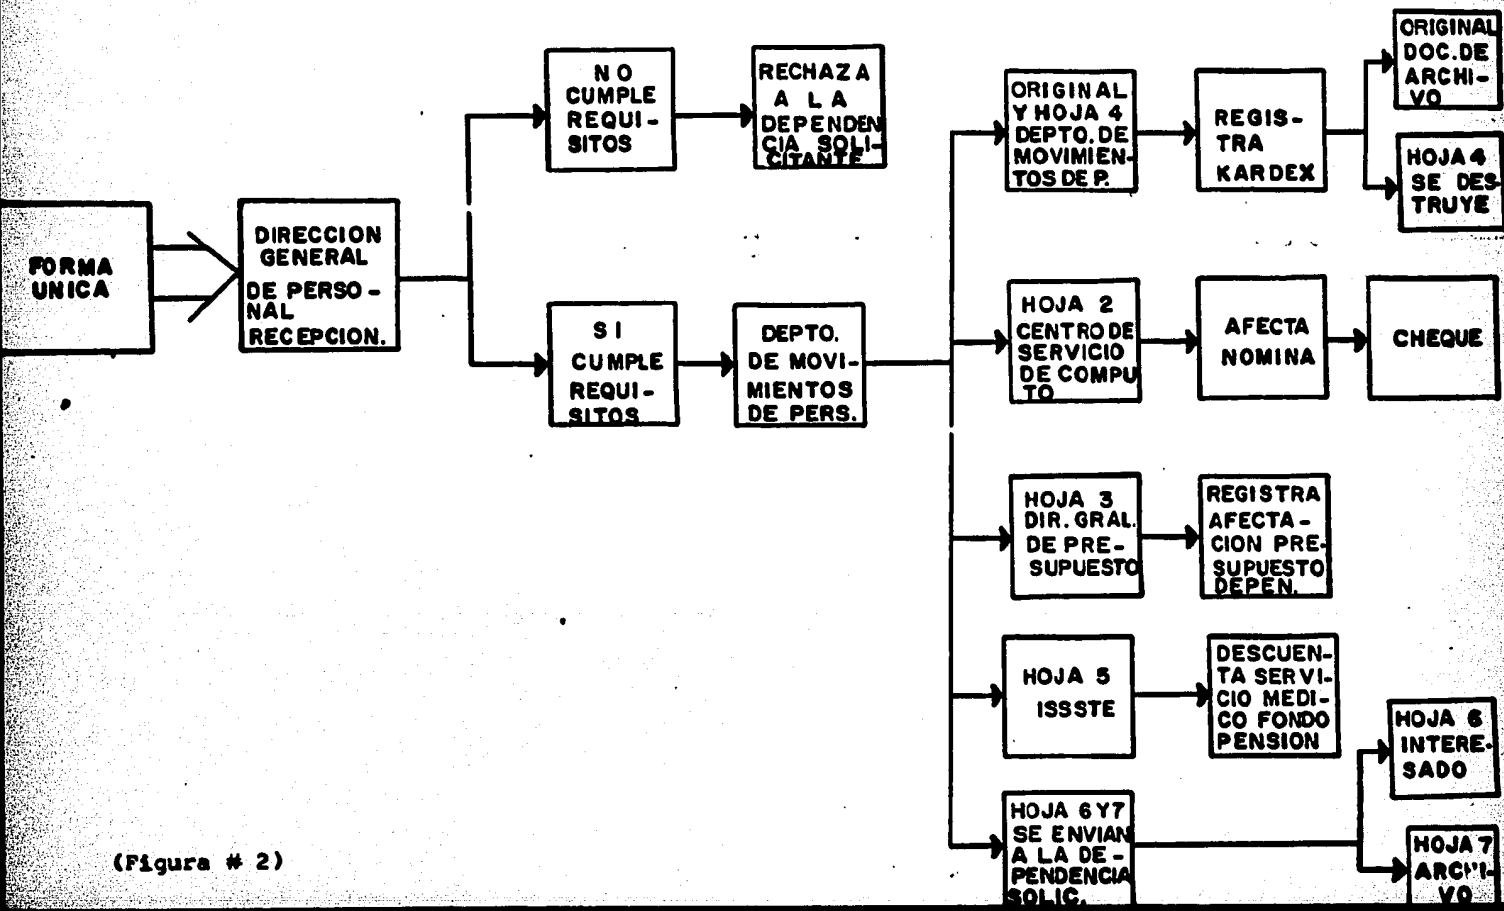 FORMA
UNICA
DIRECCION
GENERAL
DE PERSO-
NAL
RECEPCION.
NO
CUMPLE
REQUI-
SITOS
RECHAZA
A LA
DEPENDEN
CIA SOLI-
CITANTE
SI
CUMPLE
REQUI-
SITOS
DEPTO.
DE MOVI-
MIENTOS
DE PERS.
ORIGINAL
Y HOJA 4
DEPTO. DE
MOVIMIEN-
TOS DE P.
REGIS-
TRA
KARDEX
ORIGINAL
DOC. DE
ARCHI-
VO
HOJA 4
SE DES-
TRUYE
HOJA 2
CENTRO DE
SERVICIO
DE COMPU
TO
AFECTA
NOMINA
CHEQUE
HOJA 3
DIR. GRAL.
DE PRE-
SUPUESTO
REGISTRA
AFECTA-
CION PRE-
SUPUESTO
DEPEN.
HOJA 5
ISSSTE
DESCUEN-
TA SERVI-
CIO MEDI-
CO FONDO
PENSION
HOJA 6 Y 7
SE ENVIAN
A LA DE-
PENDENCIA
SOLIC.
HOJA 6
INTERE-
SADO
HOJA 7
ARCHI-
VO
(Figura # 2)